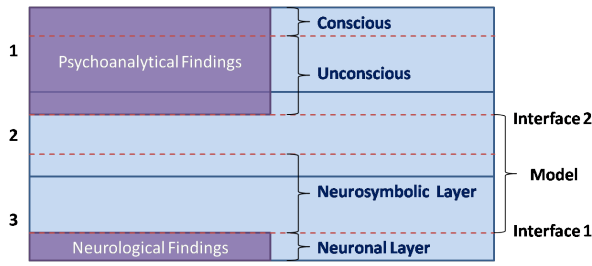 Conscious
1
Psychoanalytical Findings
Unconscious
Interface 2
2
Model
Neurosymbolic Layer
3
Interface 1
Neurological Findings
Neuronal Layer